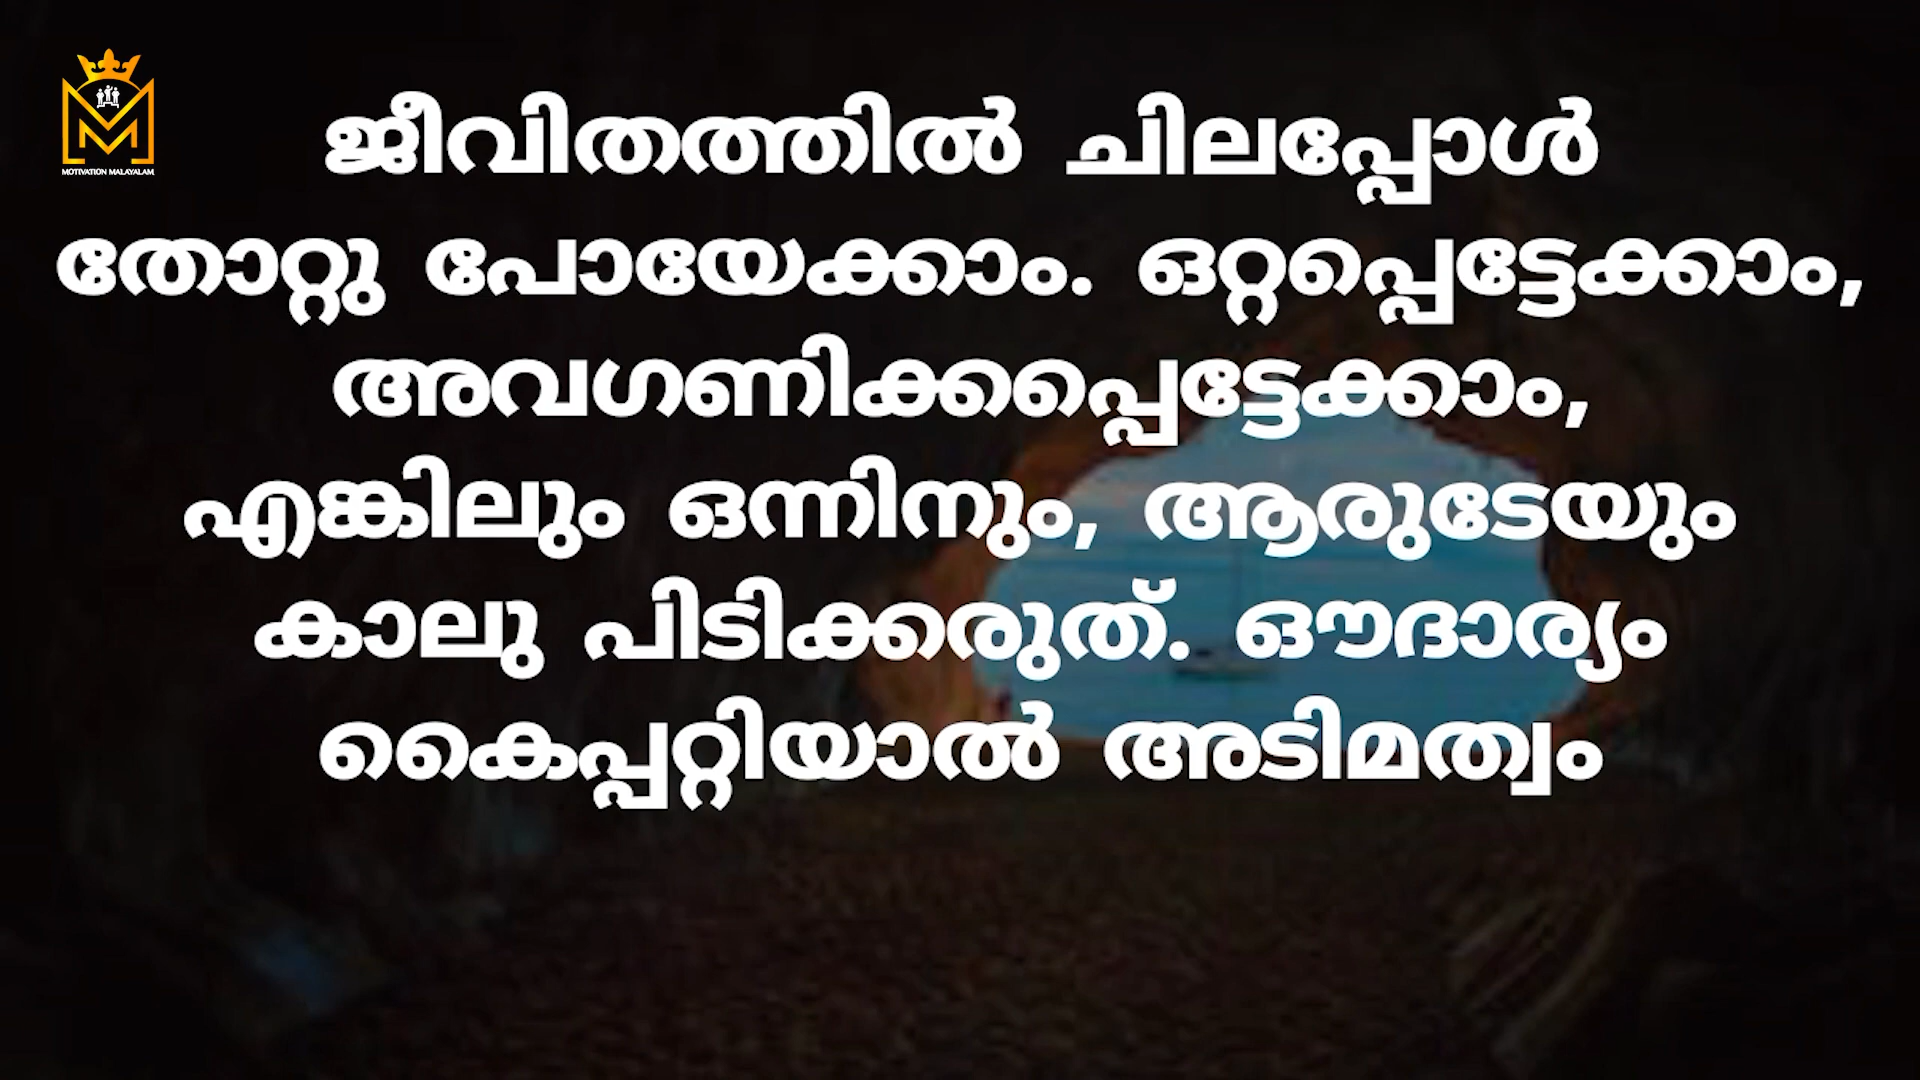 MOTIVATION MALAYALAM
ജീവിതത്തിൽ ചിലപ്പോൾ
തോറ്റു പോയേക്കാം. ഒറ്റപ്പെട്ടേക്കാം,
അവഗണിക്കപ്പെട്ടേക്കാം,
എങ്കിലും ഒന്നിനും, ആരുടേയും
കാലു പിടിക്കരുത്. ഔദാര്യം
കൈപ്പറ്റിയാൽ അടിമത്വം